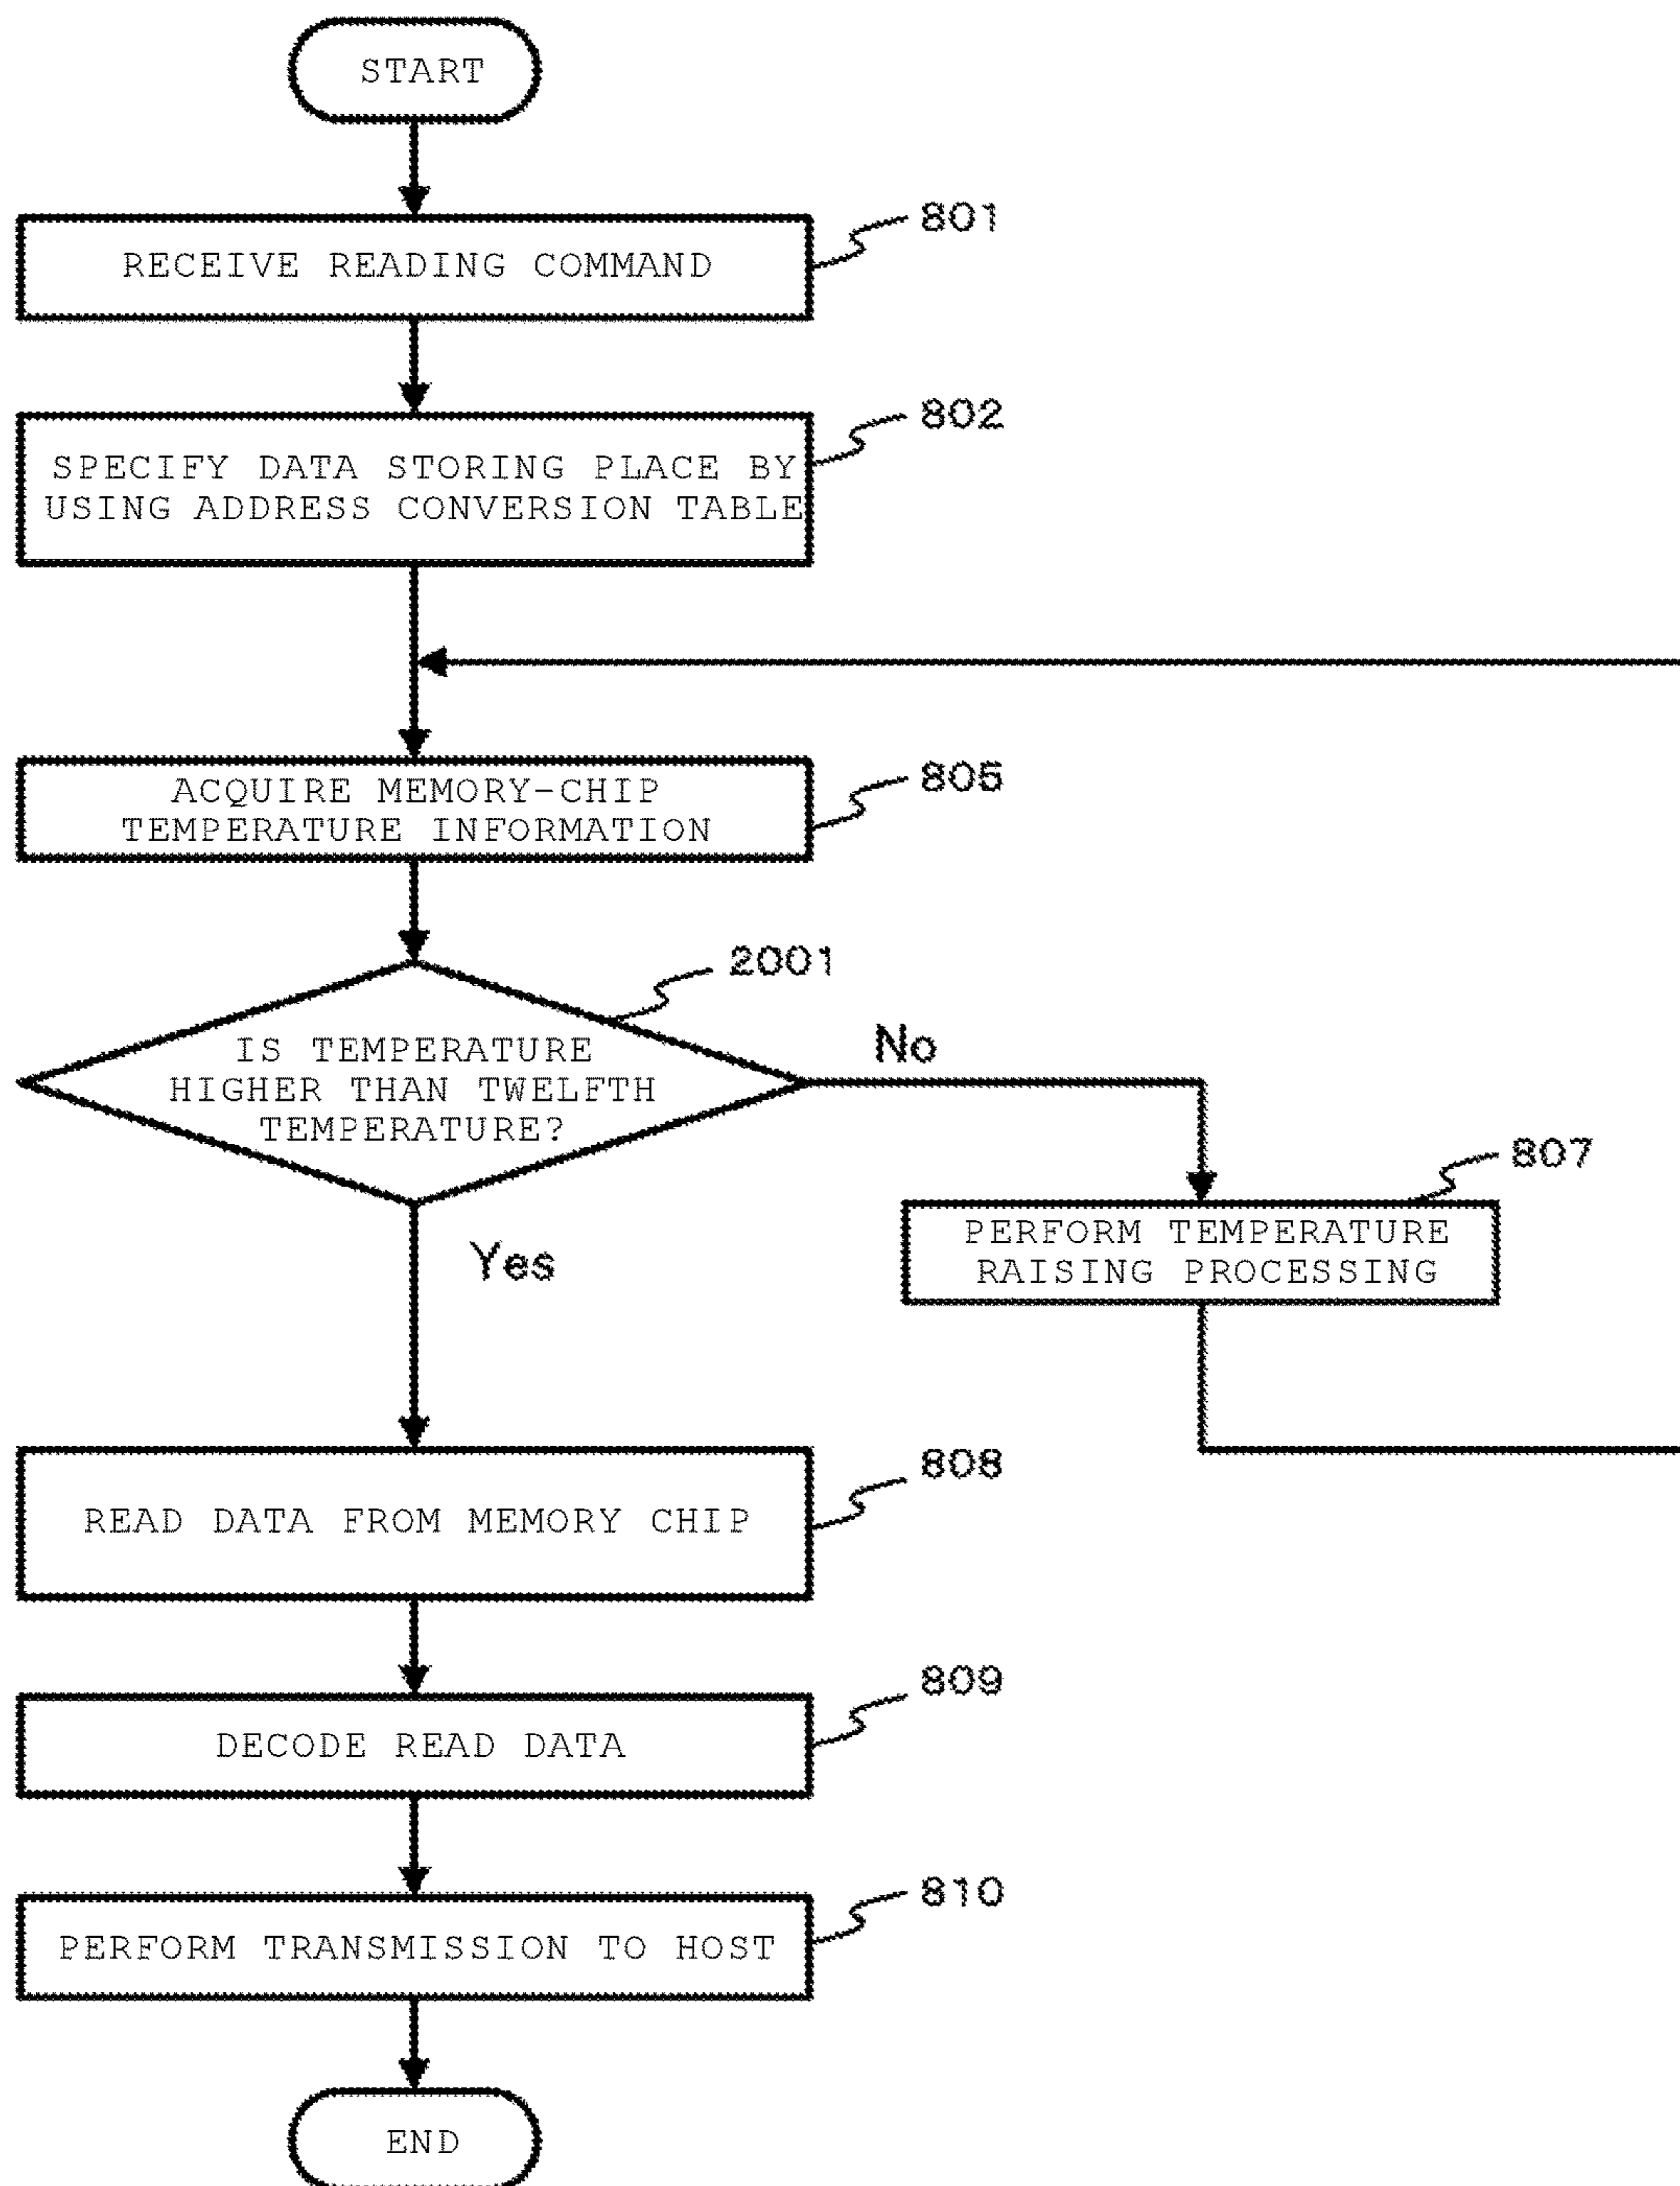 START
RECEIVE READING COMMAND
801
SPECIFY DATA STORING PLACE BY
USING ADDRESS CONVERSION TABLE
802
ACQUIRE MEMORY-CHIP
TEMPERATURE INFORMATION
805
2001
IS TEMPERATURE
HIGHER THAN TWELFTH
TEMPERATURE?
No
Yes
807
PERFORM TEMPERATURE
RAISING PROCESSING
READ DATA FROM MEMORY CHIP
808
DECODE READ DATA
809
PERFORM TRANSMISSION TO HOST
810
END